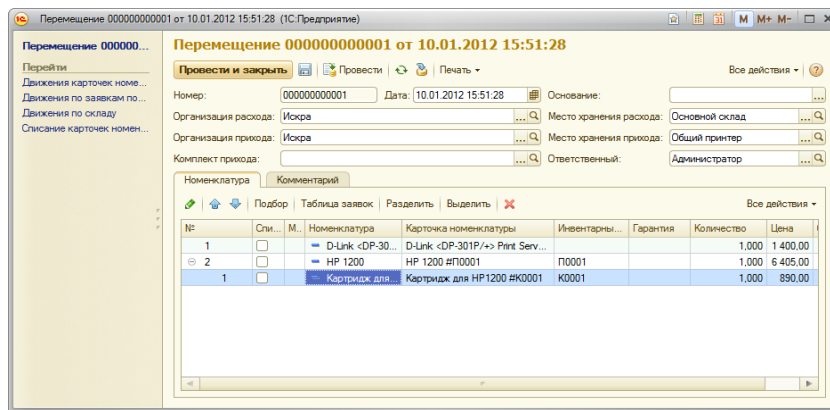 Перемещение 000000000001 от 10.01.2012 15:51:28 (1С:Предприятие)
M M+ M-
Перемещение 000000...
Перейти
Движения карточек номе...
Движения по заявкам по...
Движения по складу
Списание карточек номен...
Перемещение 000000000001 от 10.01.2012 15:51:28
Провести и закрыть Провести Печать Все действия
Номер: 000000000001 Дата: 10.01.2012 15:51:28 Основание: ...
Организация расхода: Искра ... Место хранения расхода: Основной склад ...
Организация прихода: Искра ... Место хранения прихода: Общий принтер ...
Комплект прихода: ... Ответственный: Администратор ...
Номенклатура Комментарий
Подбор Таблица заявок Разделить Выделить Все действия
№ Спи... М.. Номенклатура Карточка номенклатуры Инвентарны... Гарантия Количество Цена
1 D-Link <DP-30... D-Link <DP-301P/+> Print Serv... 1,000 1 400,00
2 HP 1200 HP 1200 #П0001 П0001 1,000 6 405,00
1 Картридж для... Картридж для HP1200 #К0001 К0001 1,000 890,00